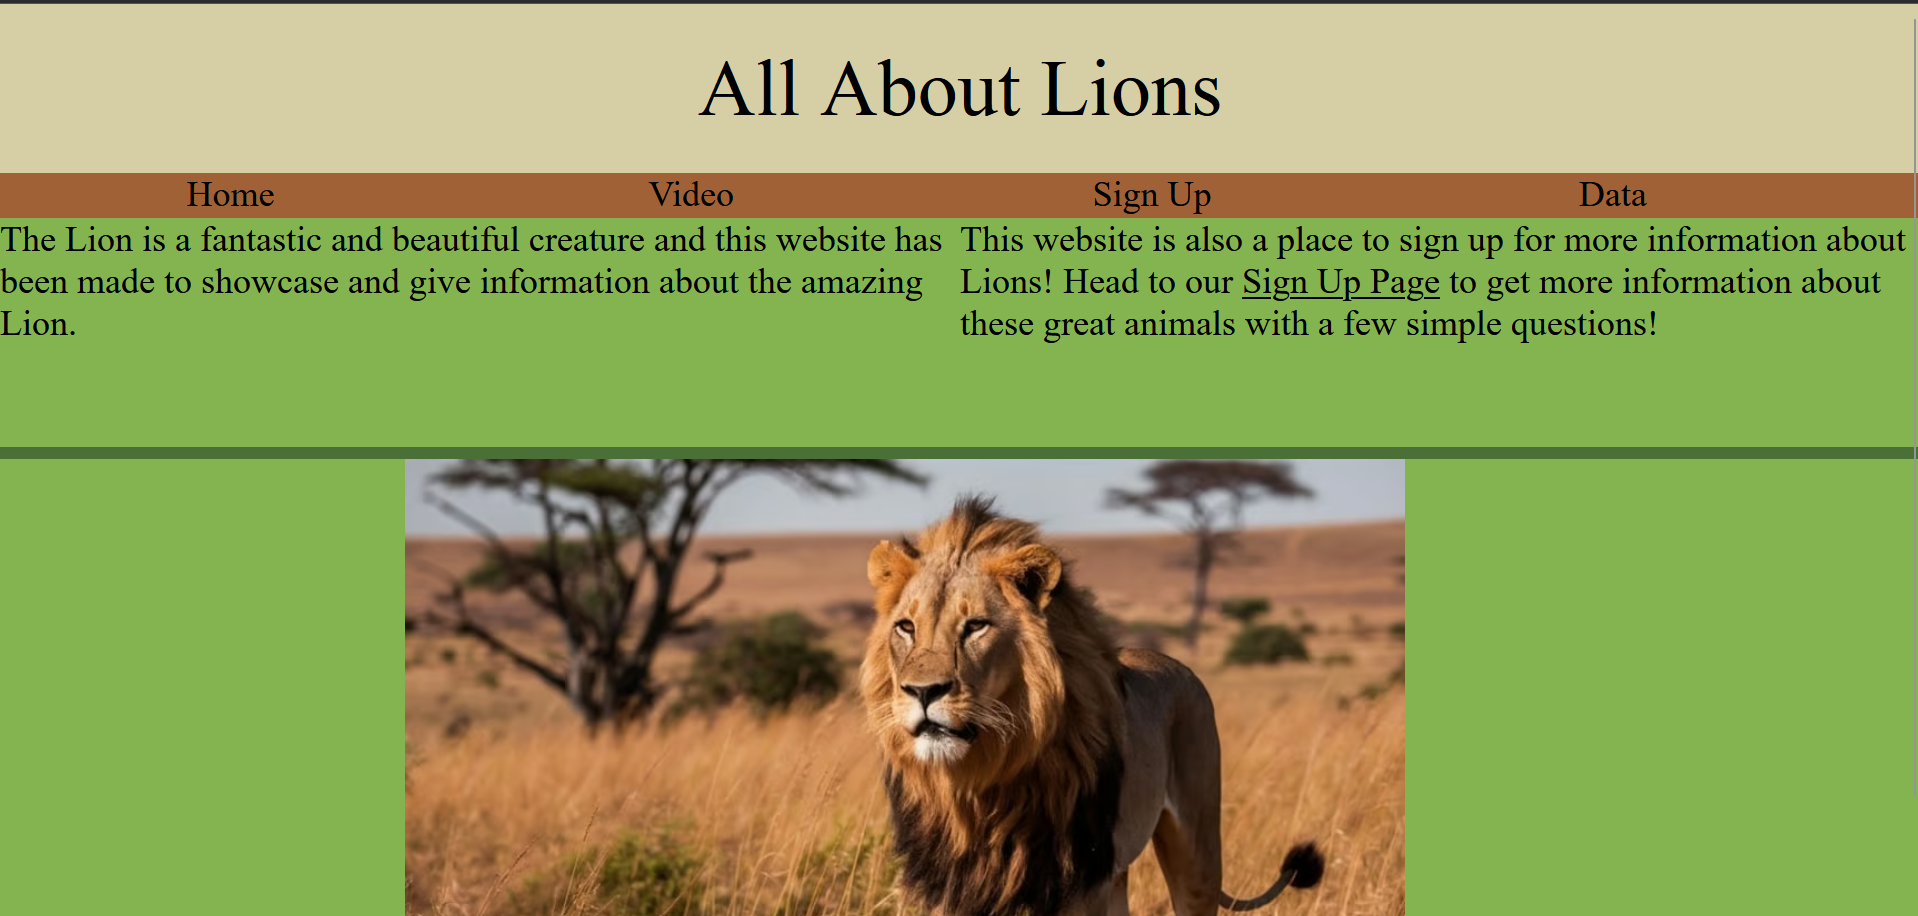 All About Lions
Home Video Sign Up Data
The Lion is a fantastic and beautiful creature and this website has
been made to showcase and give information about the amazing
Lion.
This website is also a place to sign up for more information about
Lions! Head to our Sign Up Page to get more information about
these great animals with a few simple questions!